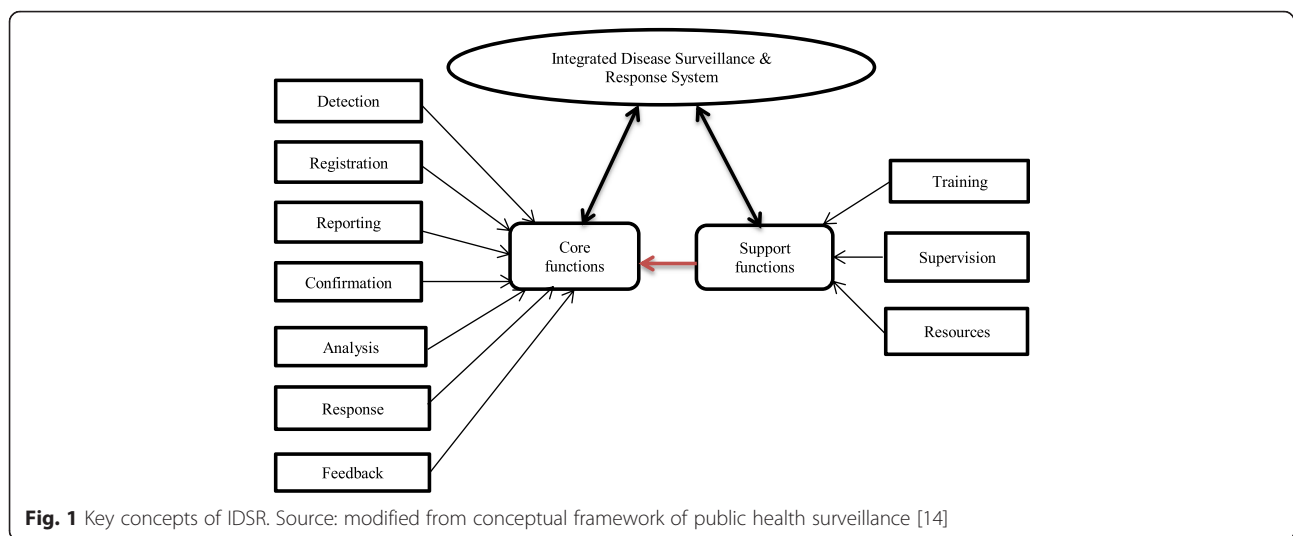 Integrated Disease Surveillance &
Response System
Detection
Registration
Reporting
Confirmation
Analysis
Response
Feedback
Core
functions
Support
functions
Training
Supervision
Resources
Fig. 1 Key concepts of IDSR. Source: modified from conceptual framework of public health surveillance [14]